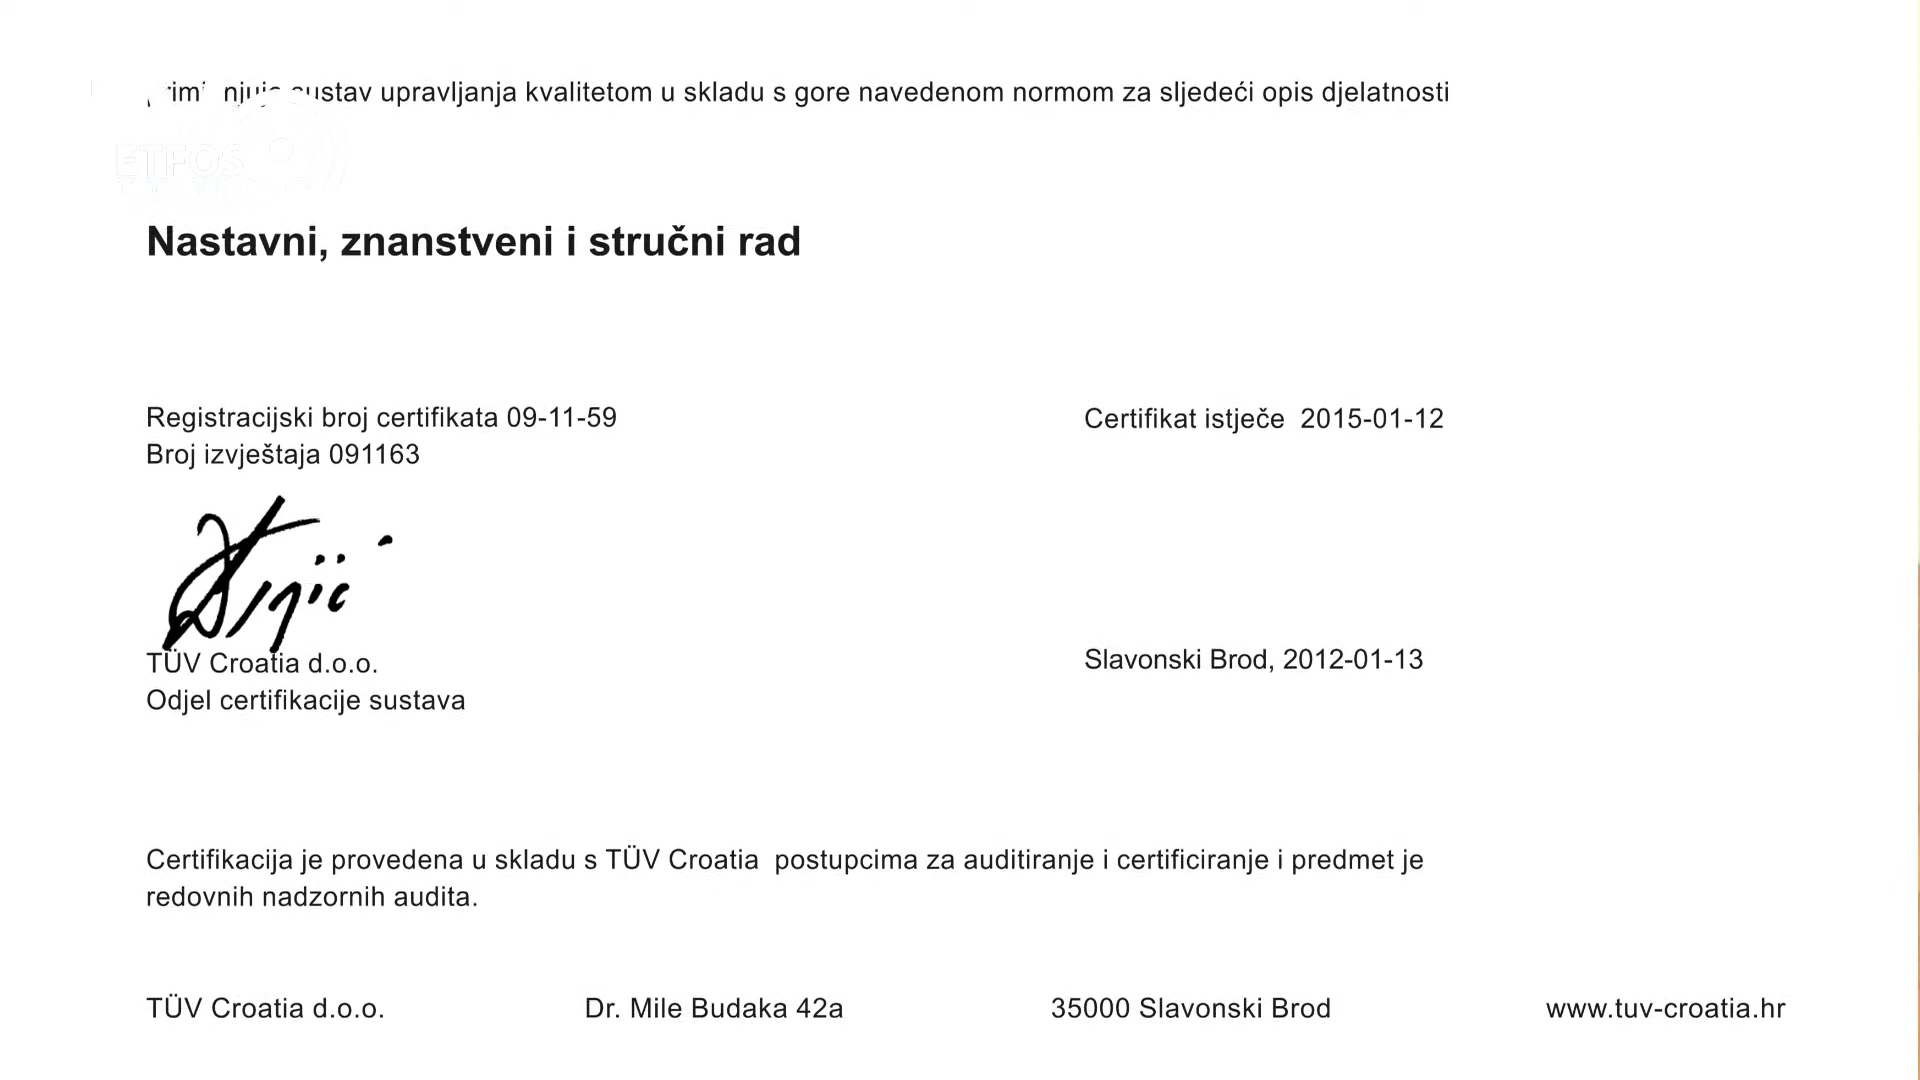 primjenjuje sustav upravljanja kvalitetom u skladu s gore navedenom normom za sljedeći opis djelatnosti
ETFOS
Nastavni, znanstveni i stručni rad
Registracijski broj certifikata 09-11-59
Certifikat istječe 2015-01-12
Broj izvještaja 091163
TÜV Croatia d.o.o.
Slavonski Brod, 2012-01-13
Odjel certifikacije sustava
Certifikacija je provedena u skladu s TÜV Croatia postupcima za auditiranje i certificiranje i predmet je
redovnih nadzornih audita.
TÜV Croatia d.o.o. Dr. Mile Budaka 42a 35000 Slavonski Brod www.tuv-croatia.hr